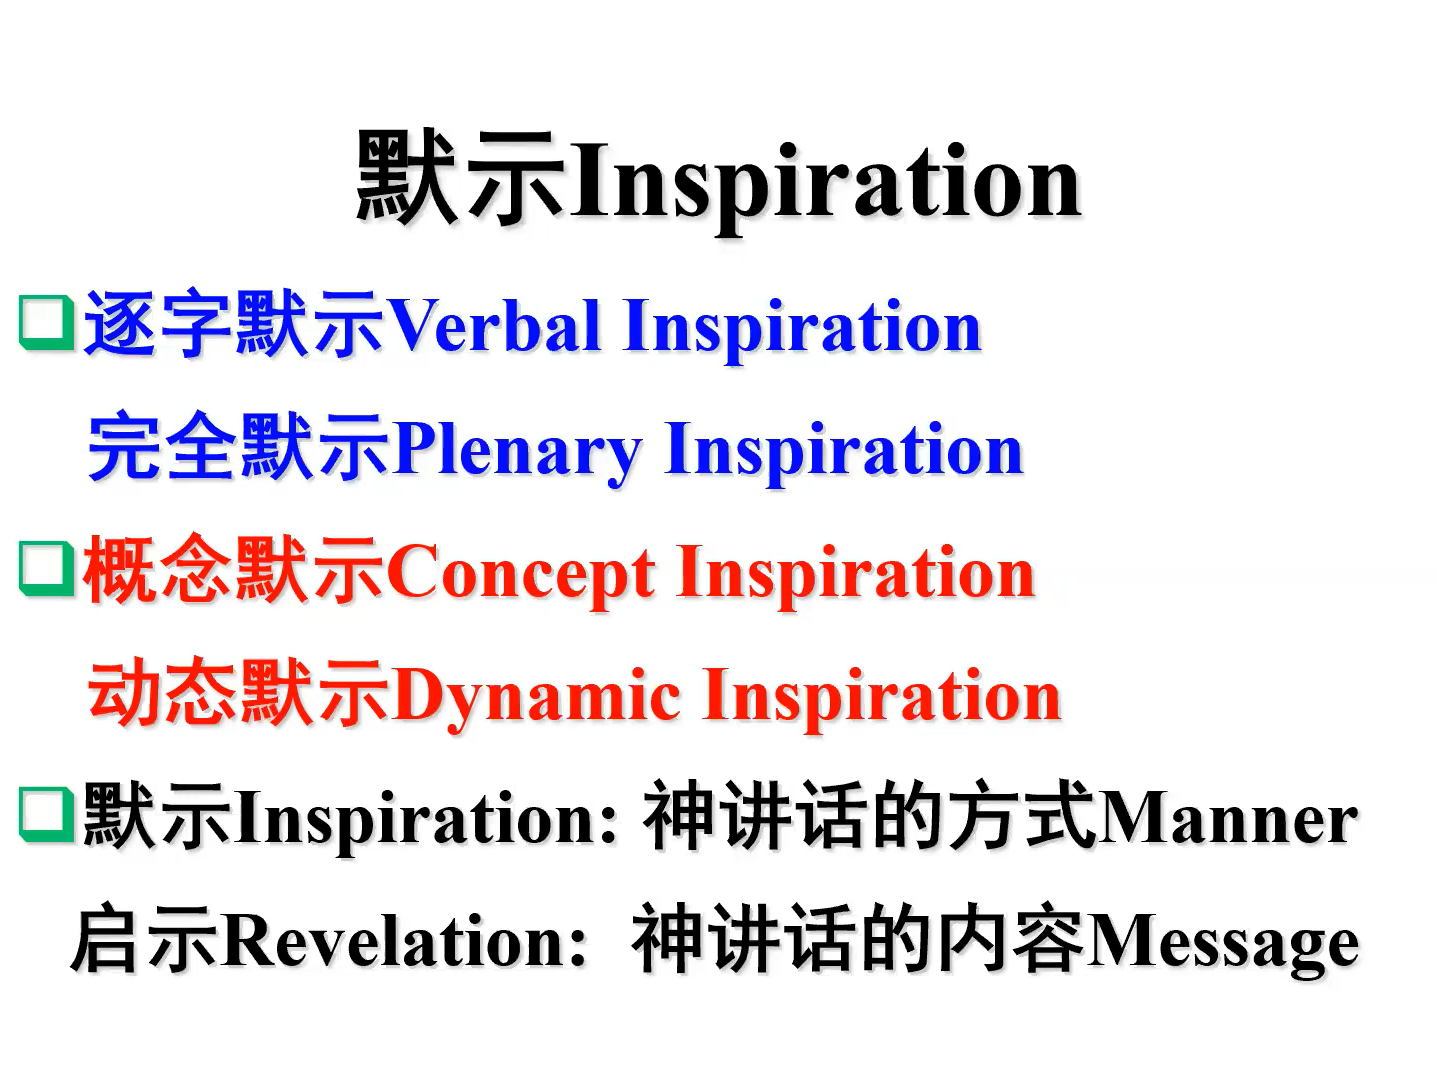 默示Inspiration
逐字默示Verbal Inspiration
完全默示Plenary Inspiration
概念默示Concept Inspiration
动态默示Dynamic Inspiration
默示Inspiration: 神讲话的方式Manner
启示Revelation: 神讲话的内容Message